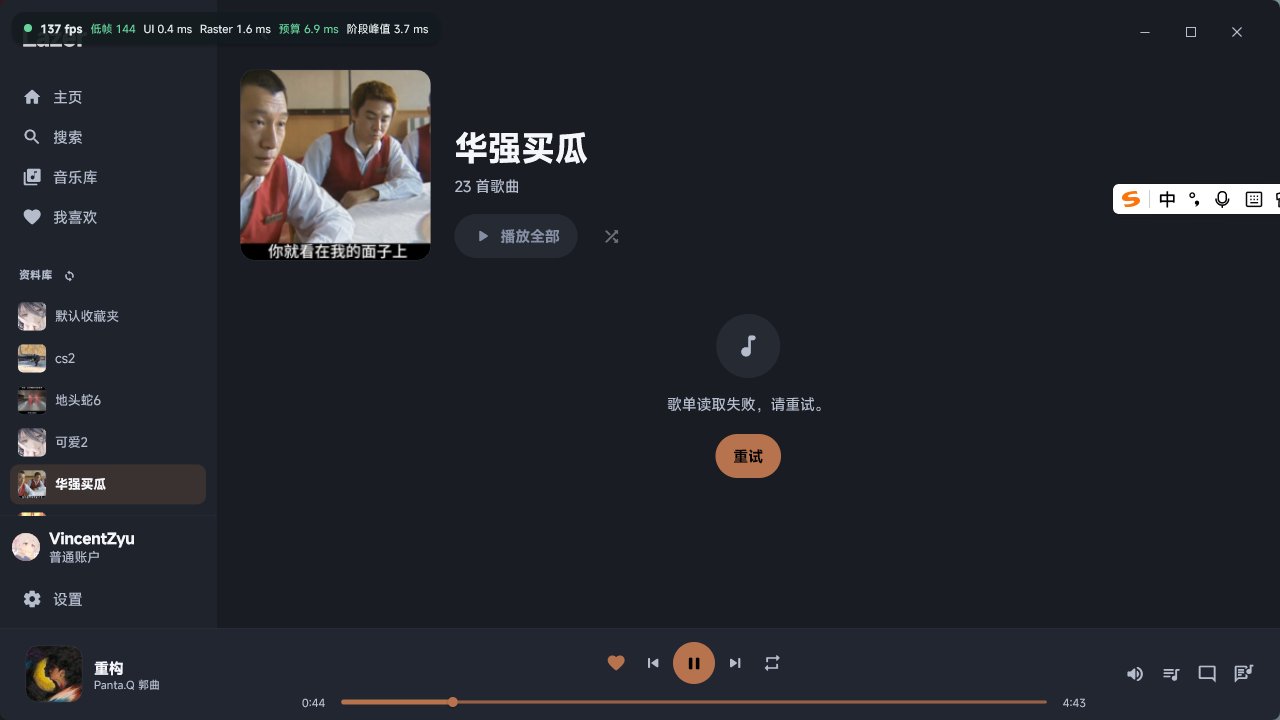 137 fps 低帧 144 UI 0.4 ms Raster 1.6 ms 预算 6.9 ms 阶段峰值 3.7 ms
Lazer
主页
搜索
音乐库
我喜欢
资料库
默认收藏夹
cs2
地头蛇6
可爱2
华强买瓜
VincentZyu
普通账户
设置
你就看在我的面子上
华强买瓜
23 首歌曲
播放全部
中
歌单读取失败，请重试。
重试
重构
Panta.Q 郭曲
0:44
4:43